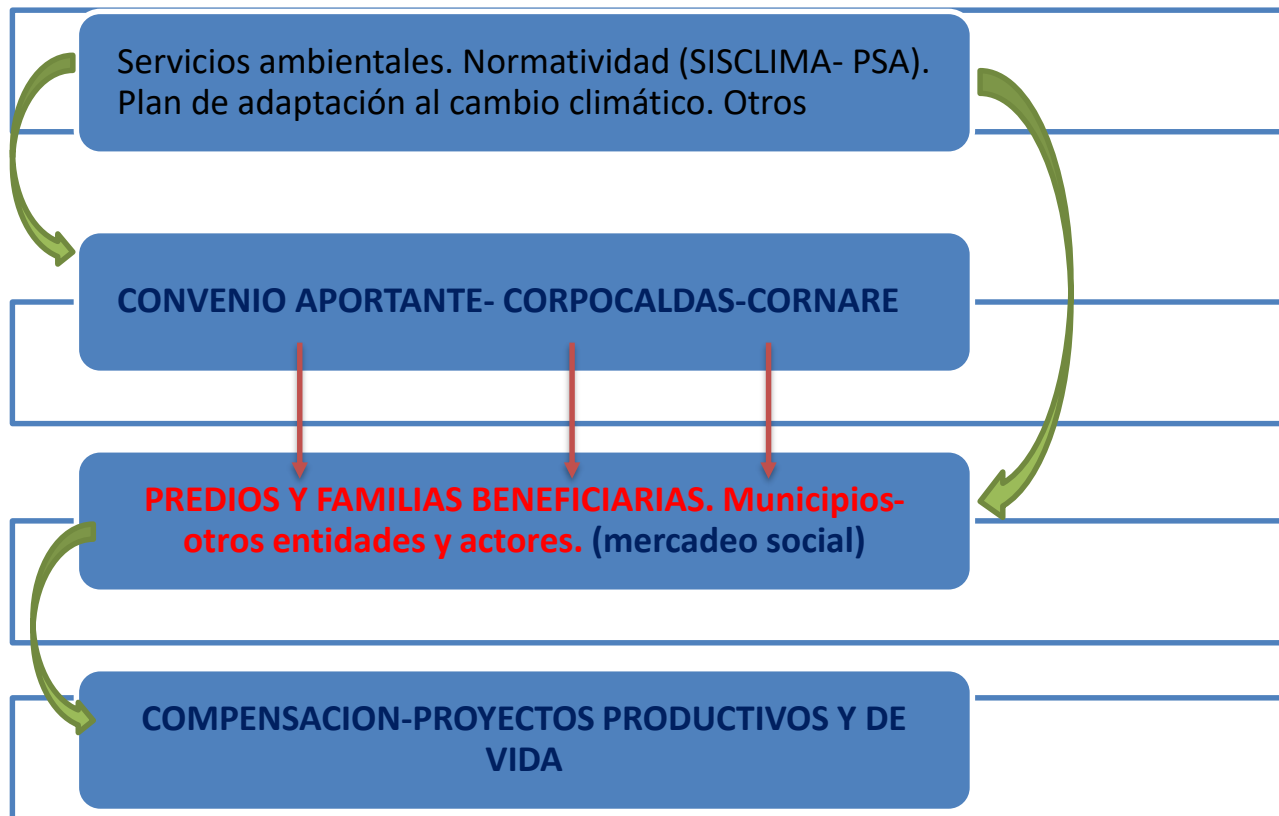 Servicios ambientales. Normatividad (SISCLIMA- PSA).
Plan de adaptación al cambio climático. Otros
CONVENIO APORTANTE- CORPOCALDAS-CORNARE
PREDIOS Y FAMILIAS BENEFICIARIAS. Municipios-
otros entidades y actores. (mercadeo social)
COMPENSACION-PROYECTOS PRODUCTIVOS Y DE
VIDA